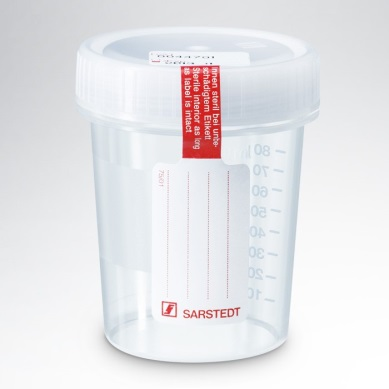 Innen steril bei unbe-
schädigtem Etikett
Sterile interior as long
as label is intact
80
70
60
50
40
30
20
10
SARSTEDT